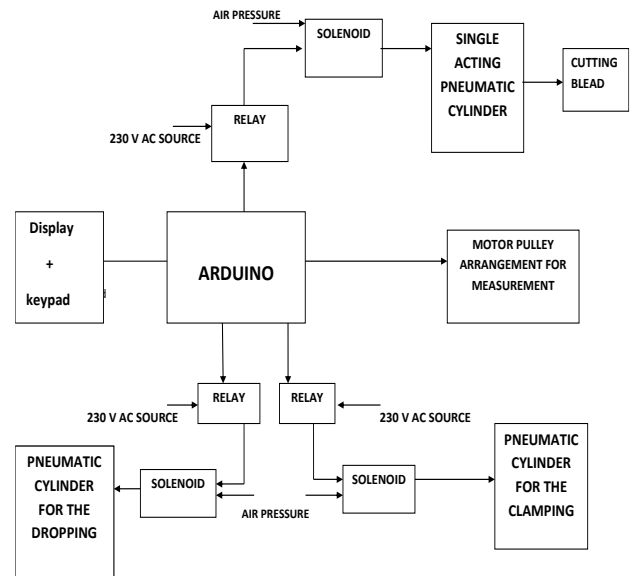 AIR PRESSURE
SOLENOID
SINGLE
ACTING
PNEUMATIC
CYLINDER
CUTTING
BLEAD
RELAY
230 V AC SOURCE
Display
+
keypad
ARDUINO
MOTOR PULLEY
ARRANGEMENT FOR
MEASUREMENT
RELAY
230 V AC SOURCE
RELAY
230 V AC SOURCE
PNEUMATIC
CYLINDER
FOR THE
DROPPING
SOLENOID
AIR PRESSURE
SOLENOID
PNEUMATIC
CYLINDER
FOR THE
CLAMPING